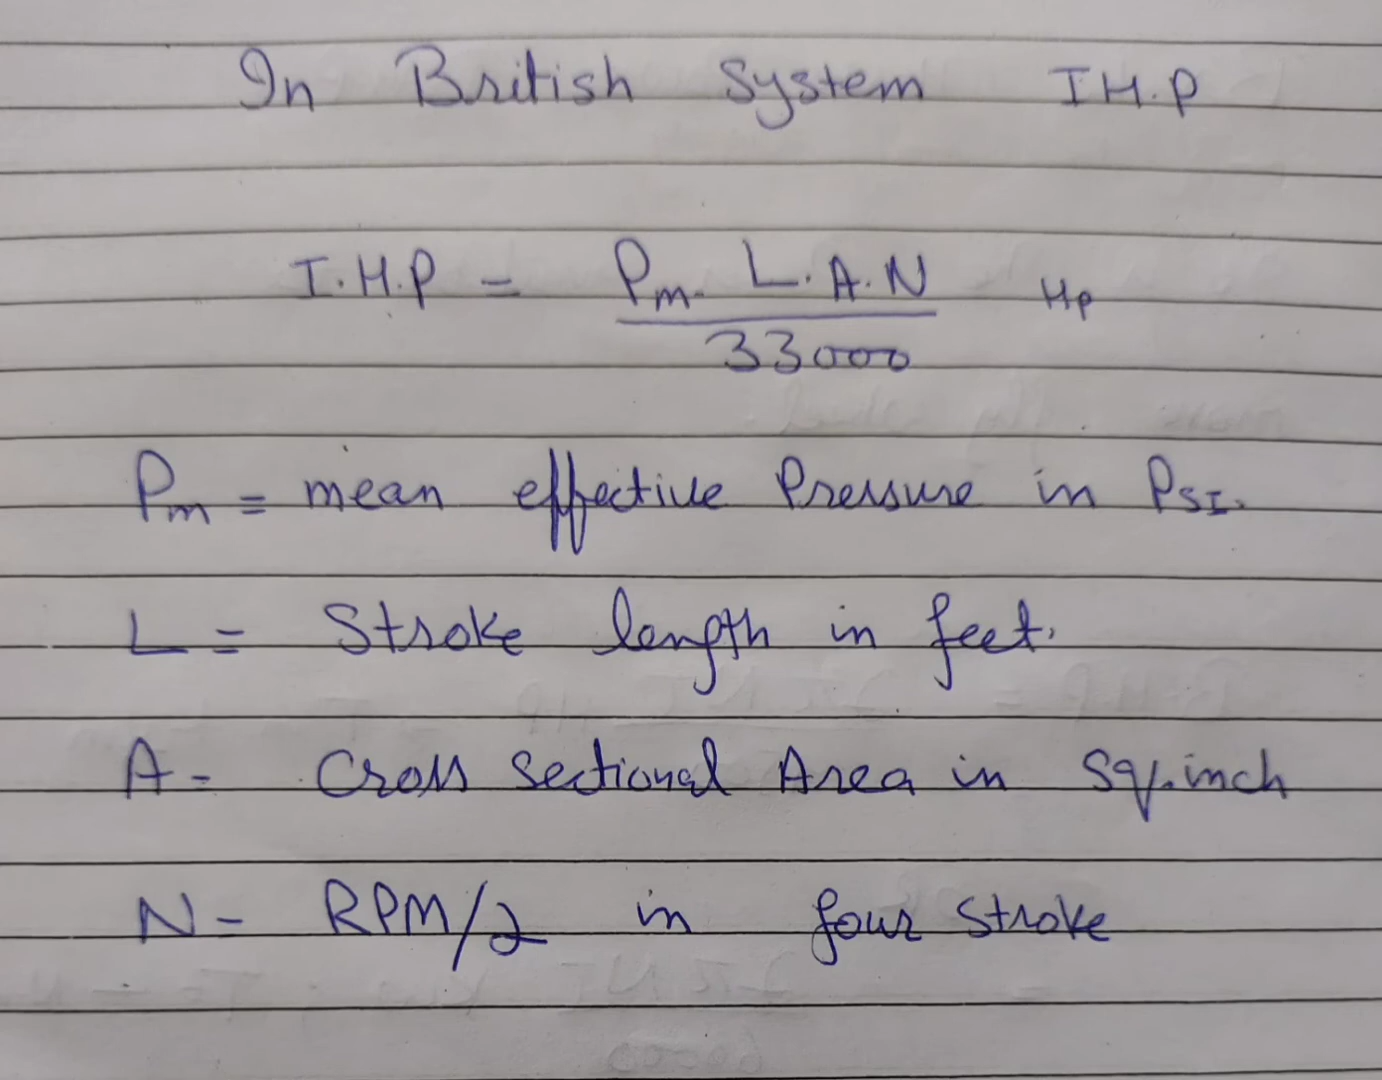 In British System I.H.P
I.H.P = Pm. L.A.N Hp
33000
Pm = mean effective Pressure in PSI.
L = Stroke length in feet.
A = Cross Sectional Area in Sq.inch
N = RPM/2 in four Stroke